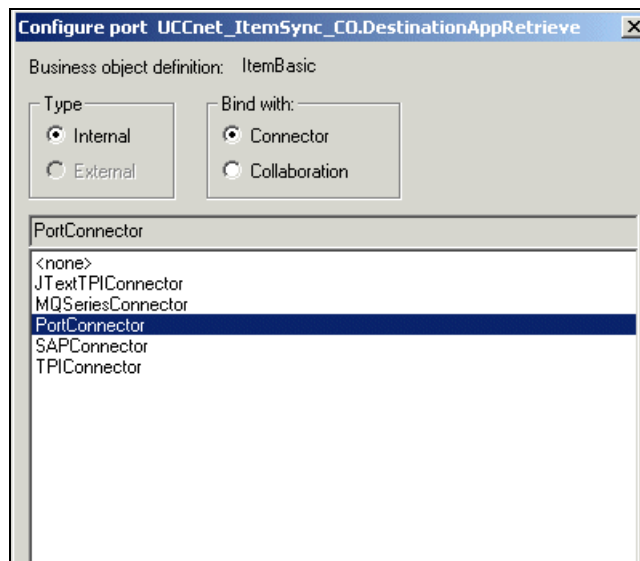 Configure port UCCnet_ItemSync_CO.DestinationAppRetrieve
Business object definition: ItemBasic
Type
Bind with:
Internal
Connector
External
Collaboration
PortConnector
<none>
JTextTPIConnector
MQSeriesConnector
PortConnector
SAPConnector
TPIConnector